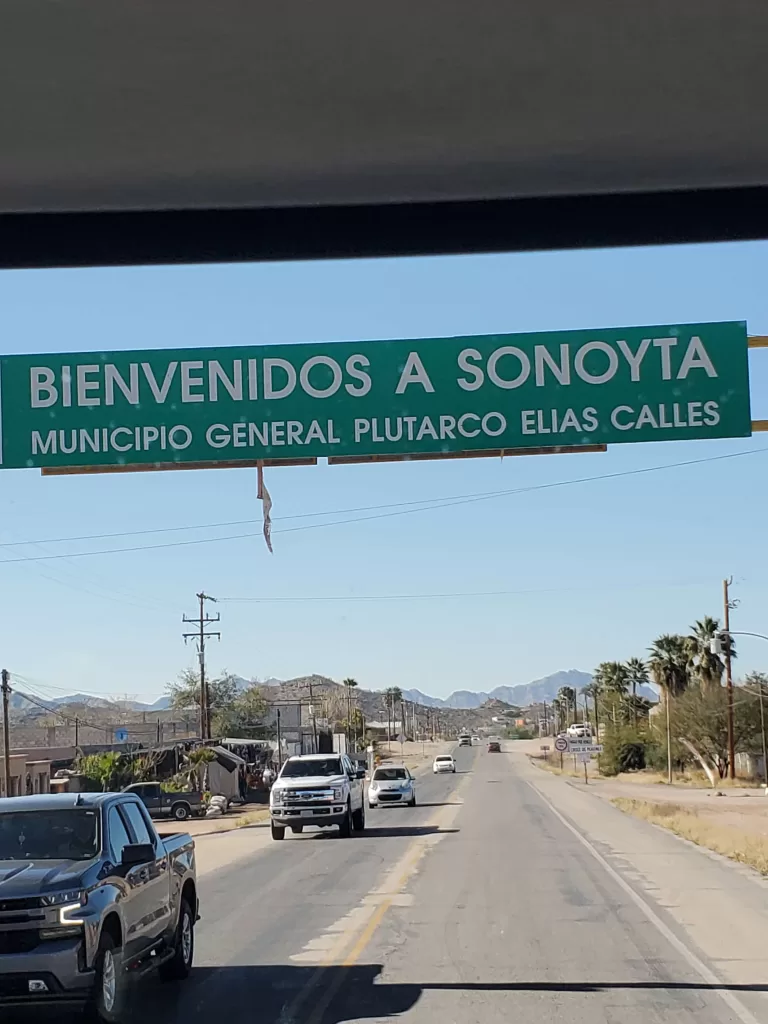 BIENVENIDOS A SONOYTA
MUNICIPIO GENERAL PLUTARCO ELIAS CALLES